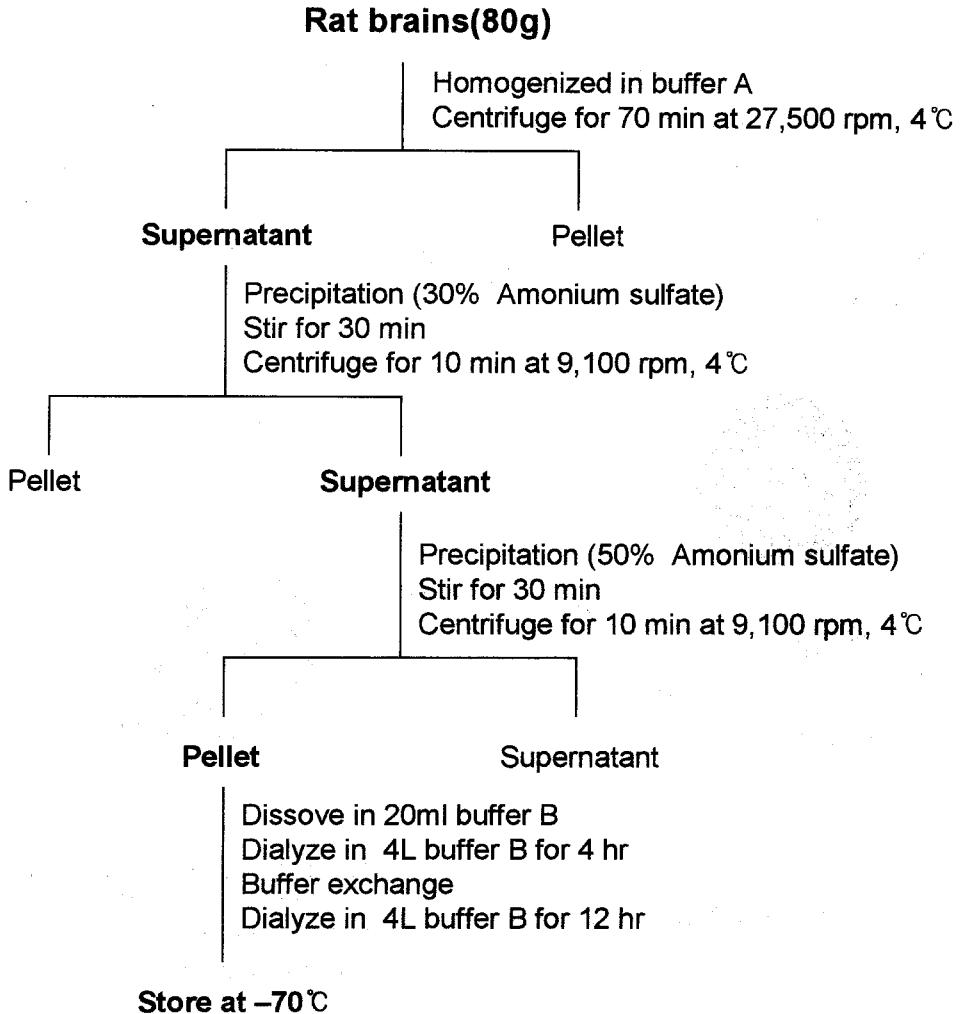 Rat brains(80g)
Homogenized in buffer A
Centrifuge for 70 min at 27,500 rpm, 4℃
Supernatant
Pellet
Precipitation (30% Amonium sulfate)
Stir for 30 min
Centrifuge for 10 min at 9,100 rpm, 4℃
Pellet
Supernatant
Precipitation (50% Amonium sulfate)
Stir for 30 min
Centrifuge for 10 min at 9,100 rpm, 4℃
Pellet
Supernatant
Dissove in 20ml buffer B
Dialyze in 4L buffer B for 4 hr
Buffer exchange
Dialyze in 4L buffer B for 12 hr
Store at –70℃